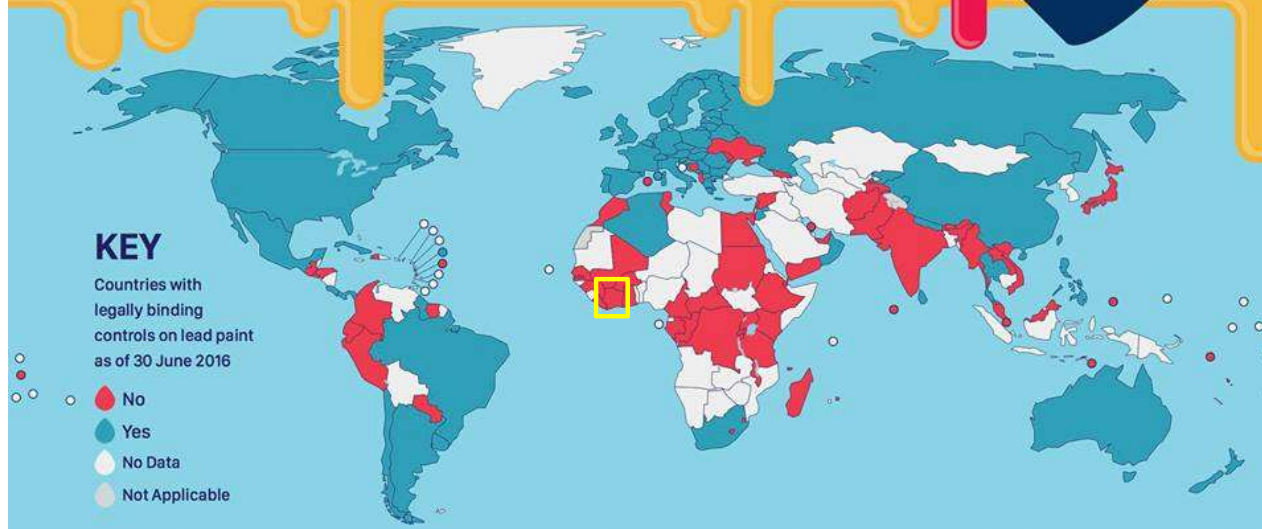 KEY
Countries with
legally binding
controls on lead paint
as of 30 June 2016
No
Yes
No Data
Not Applicable